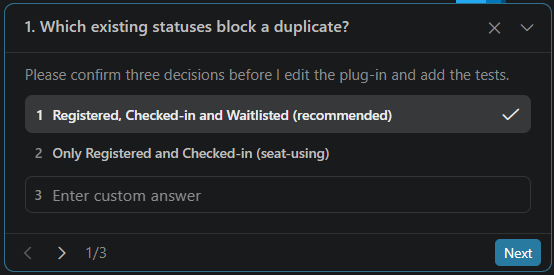 1. Which existing statuses block a duplicate?
Please confirm three decisions before I edit the plug-in and add the tests.
1 Registered, Checked-in and Waitlisted (recommended)
2 Only Registered and Checked-in (seat-using)
3 Enter custom answer
1/3
Next